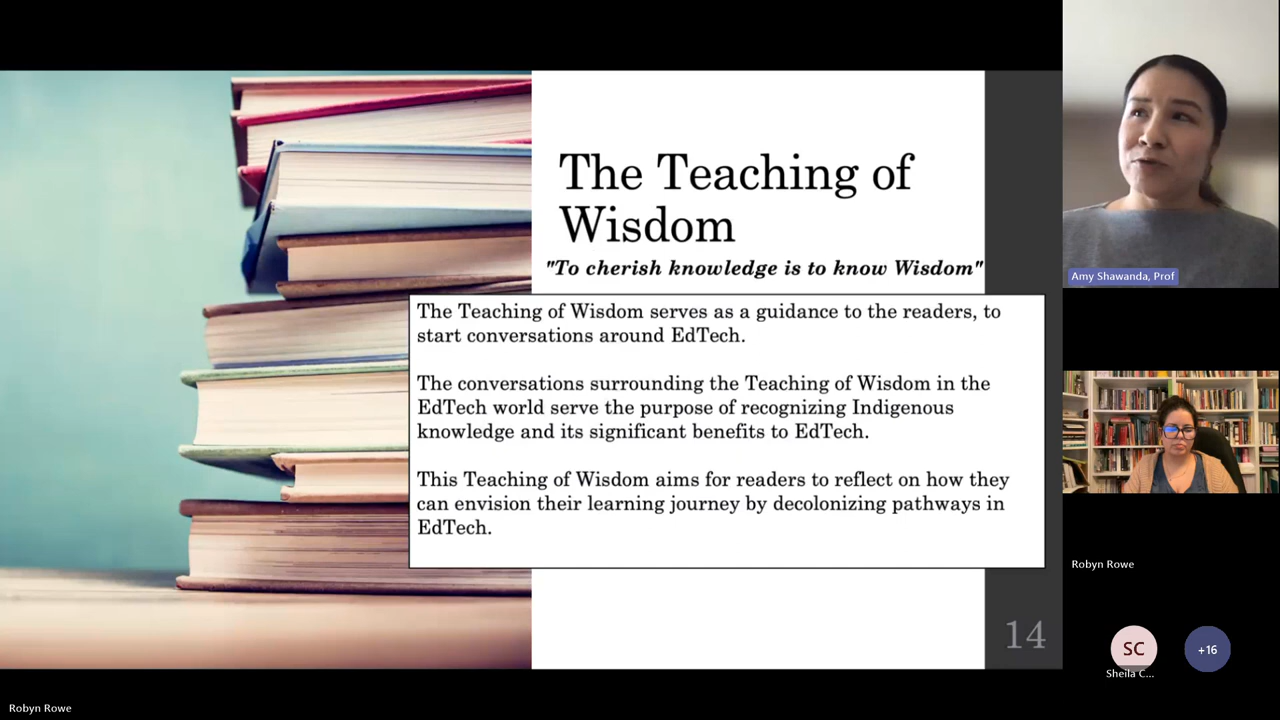 The Teaching of
Wisdom
"To cherish knowledge is to know Wisdom"
The Teaching of Wisdom serves as a guidance to the readers, to
start conversations around EdTech.
The conversations surrounding the Teaching of Wisdom in the
EdTech world serve the purpose of recognizing Indigenous
knowledge and its significant benefits to EdTech.
This Teaching of Wisdom aims for readers to reflect on how they
can envision their learning journey by decolonizing pathways in
EdTech.
14
Amy Shawanda, Prof
Robyn Rowe
SC
+16
Sheila C...
Robyn Rowe